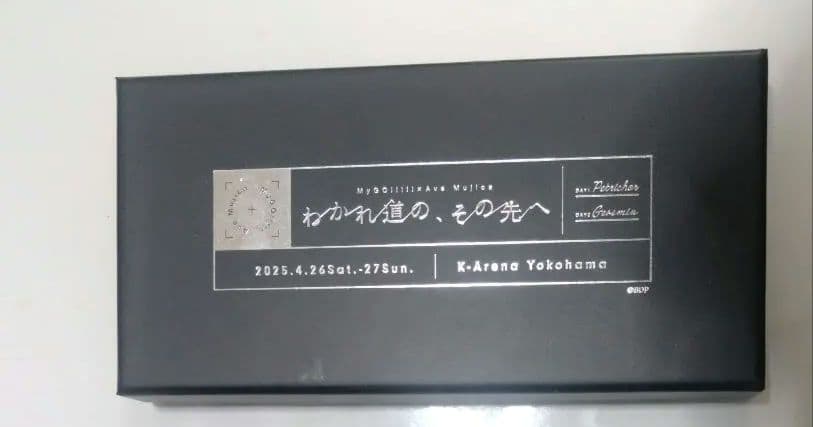 MyGO!!!!!×Ave Mujica
わかれ道の、その先へ
DAY1 Petrichor
DAY2 Geosmin
2025.4.26Sat.-27Sun.
K-Arena Yokohama
©BDP